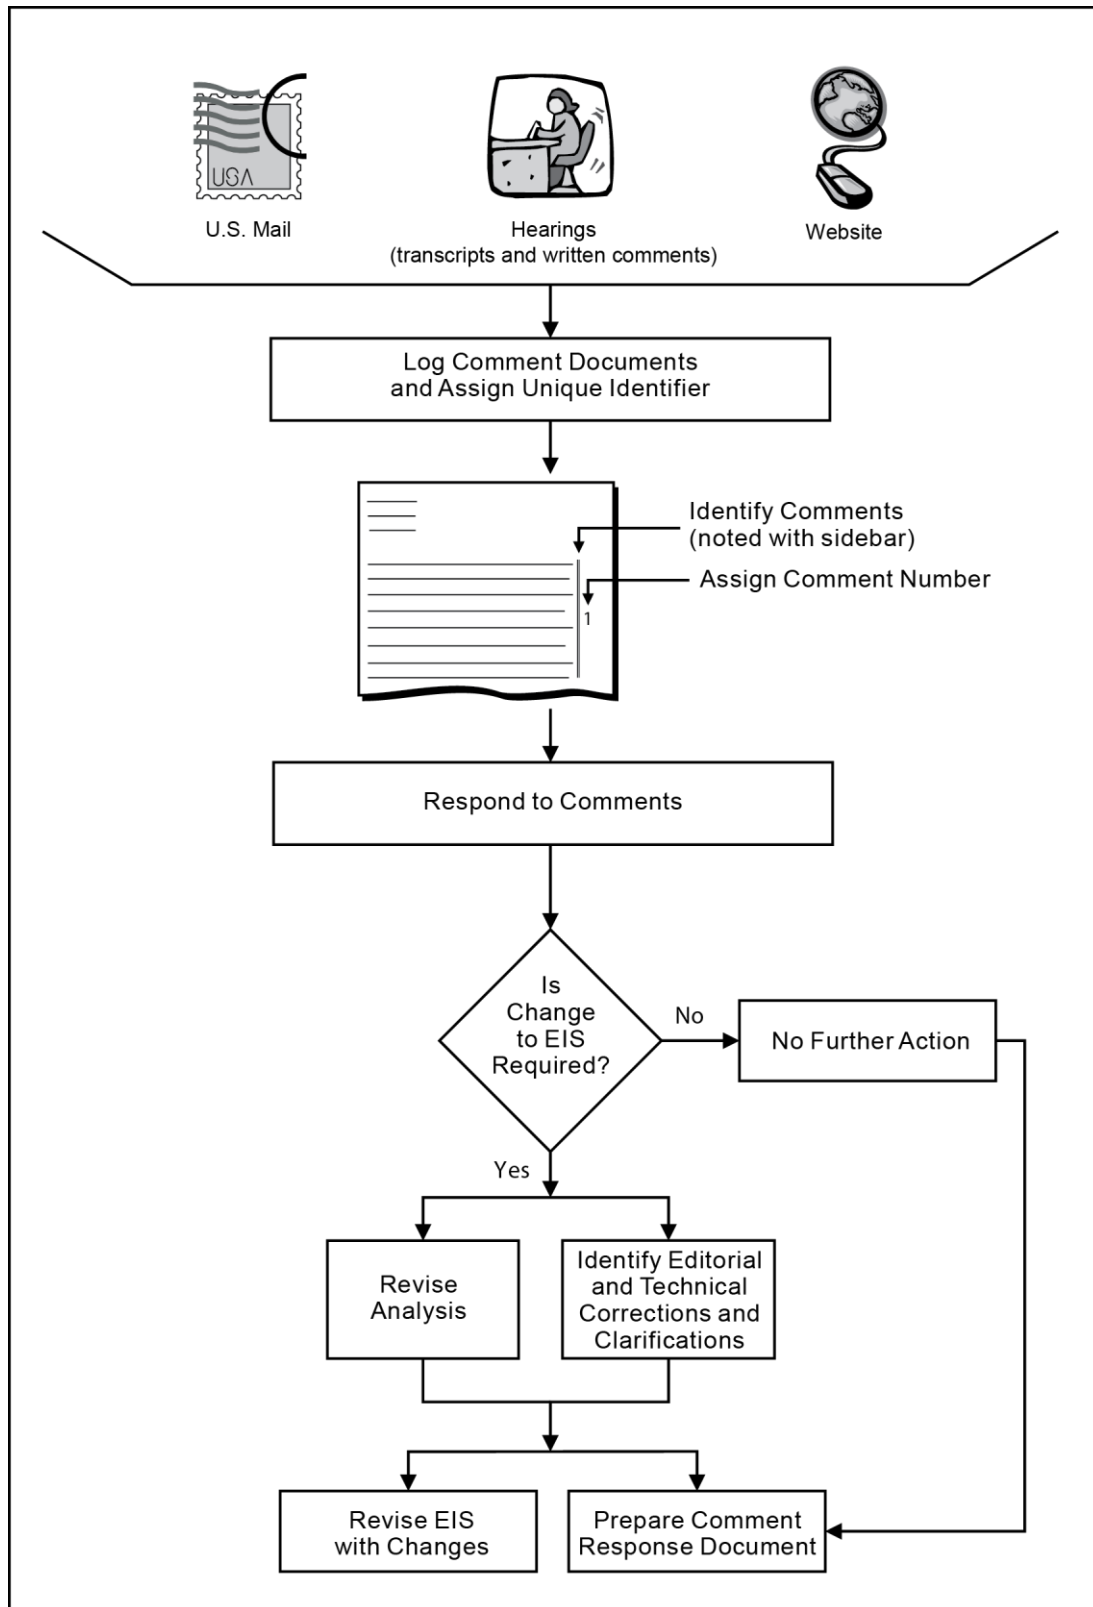 USA
U.S. Mail
Hearings
(transcripts and written comments)
Website
Log Comment Documents
and Assign Unique Identifier
Identify Comments
(noted with sidebar)
Assign Comment Number
1
Respond to Comments
Is
Change
to EIS
Required?
No
No Further Action
Yes
Revise
Analysis
Identify Editorial
and Technical
Corrections and
Clarifications
Revise EIS
with Changes
Prepare Comment
Response Document